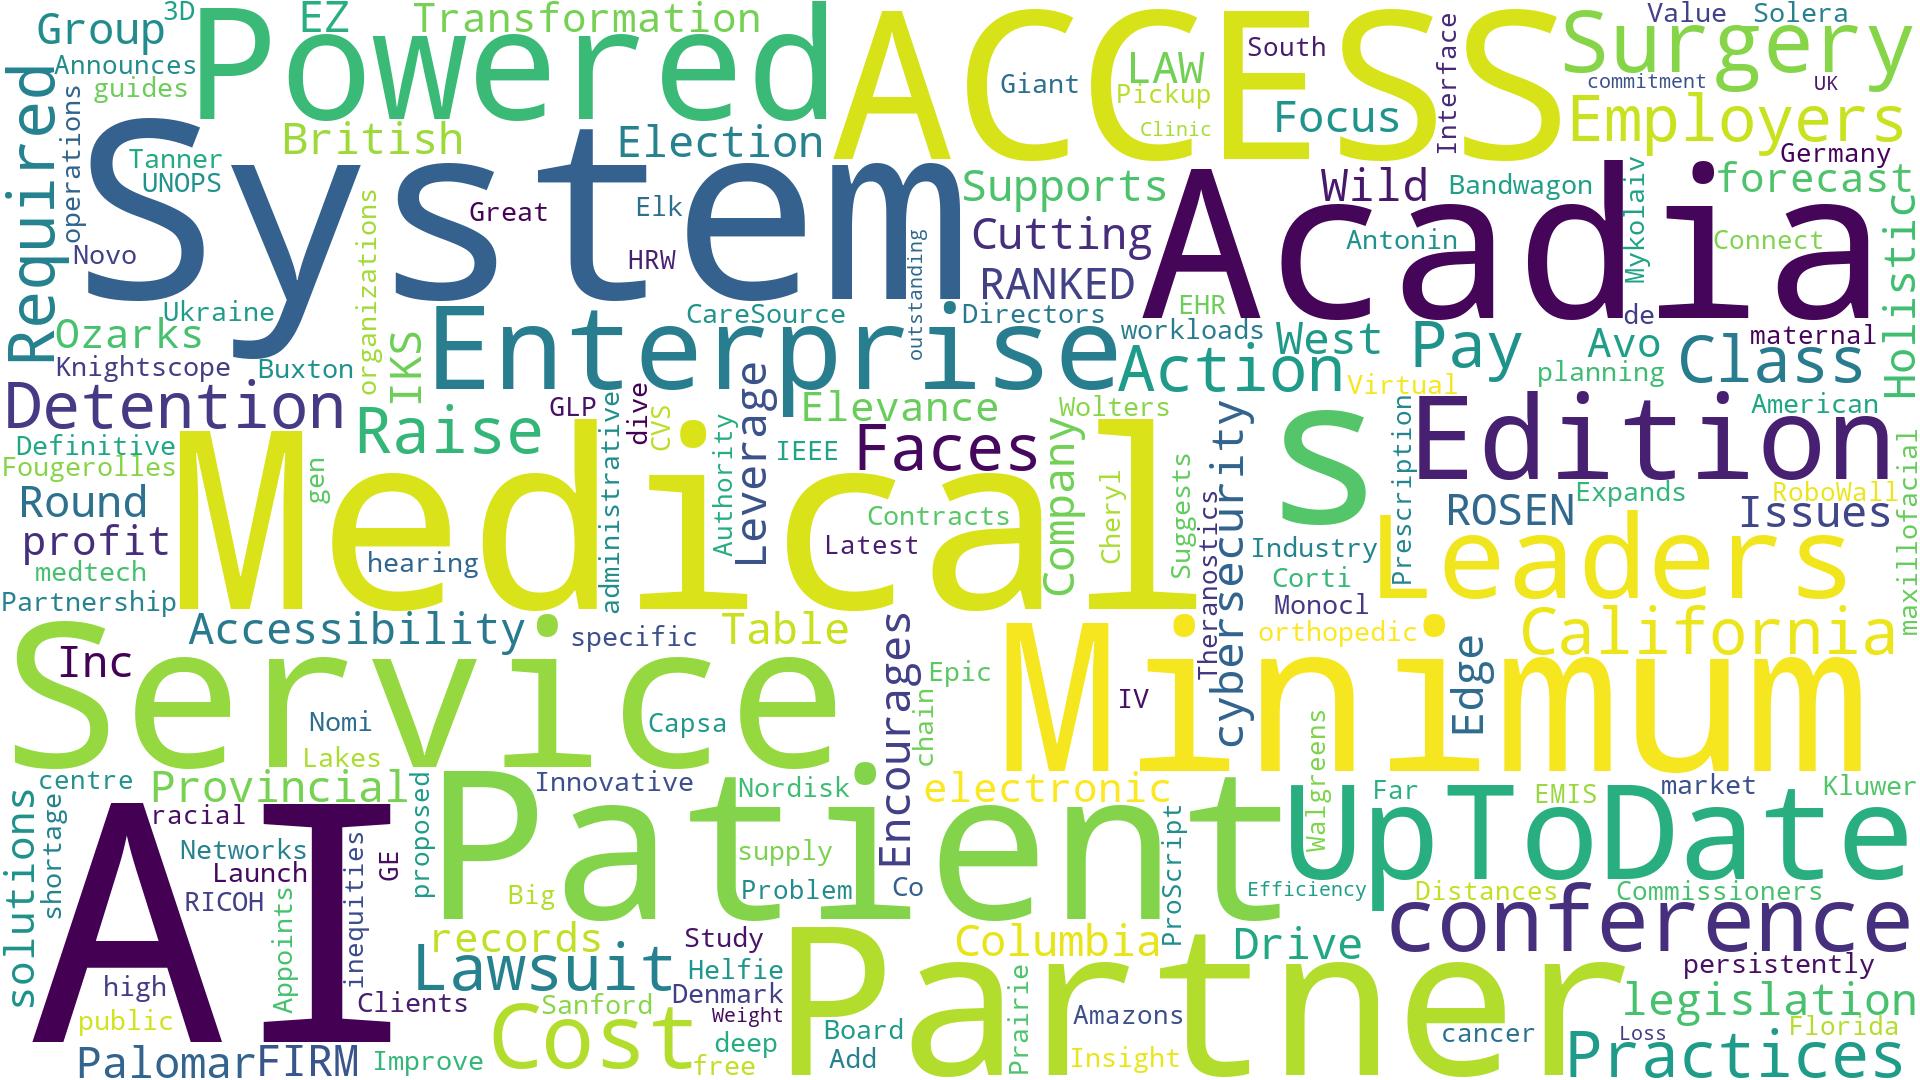 Group
3D
Announces
guides
Powered
EZ
Transformation
ACCESS
Giant
LAW
Pickup
Clinic
South
Focus
Interface
Surgery
Value
Solera
commitment
UK
Employers
Required
operations
British
Election
System
Tanner
UNOPS
Novo
Ukraine
Great
Elk
HRW
organizations
outstanding
Supports
Cutting
RANKED
Acadia
Wild
Bandwagon
Antonin
Mykolaiv
Germany
forecast
Connect
Holistic
Ozarks
Knightscope
Buxton
IKS
Enterprise
CareSource
Directors
EHR
workloads
Action
West
de
Pay
Avo
planning
maternal
Class
Virtual
Detention
Definitive
Fougerolles
Raise
GLP
dive
CVS
administrative
Authority
Leverage
Elevance
IEEE
Faces
Wolters
Company
Cheryl
Suggests
Theranostics
cybersecurity
s
Prescription
Edition
American
Expands
RoboWall
ROSEN
Issues
maxillofacial
Round
profit
medtech
Partnership
gen
Medical
hearing
Contracts
Latest
Industry
Corti
Monocl
orthopedic
Leaders
California
Accessibility
specific
Table
Service
Inc
Nomi
Lakes
Capsa
Encourages
Epic
chain
Minimum
IV
Edge
Walgreens
centre
Provincial
proposed
Innovative
Nordisk
electronic
Far
EMIS
market
Kluwer
solutions
shortage
AI
racial
Networks
Launch
RICOH
Appoints
inequities
GE
Patient
Big
supply
Problem
Co
ProScript
Efficiency
UpToDate
Distances
Commissioners
conference
high
public
Clients
records
Lawsuit
Study
Helfie
Denmark
Weight
Sanford
Cost
deep
free
Partner
Columbia
Drive
Board
Add
Prairie
Amazons
Insight
cancer
persistently
legislation
Loss
Florida
Practices
Palomar
FIRM
Improve